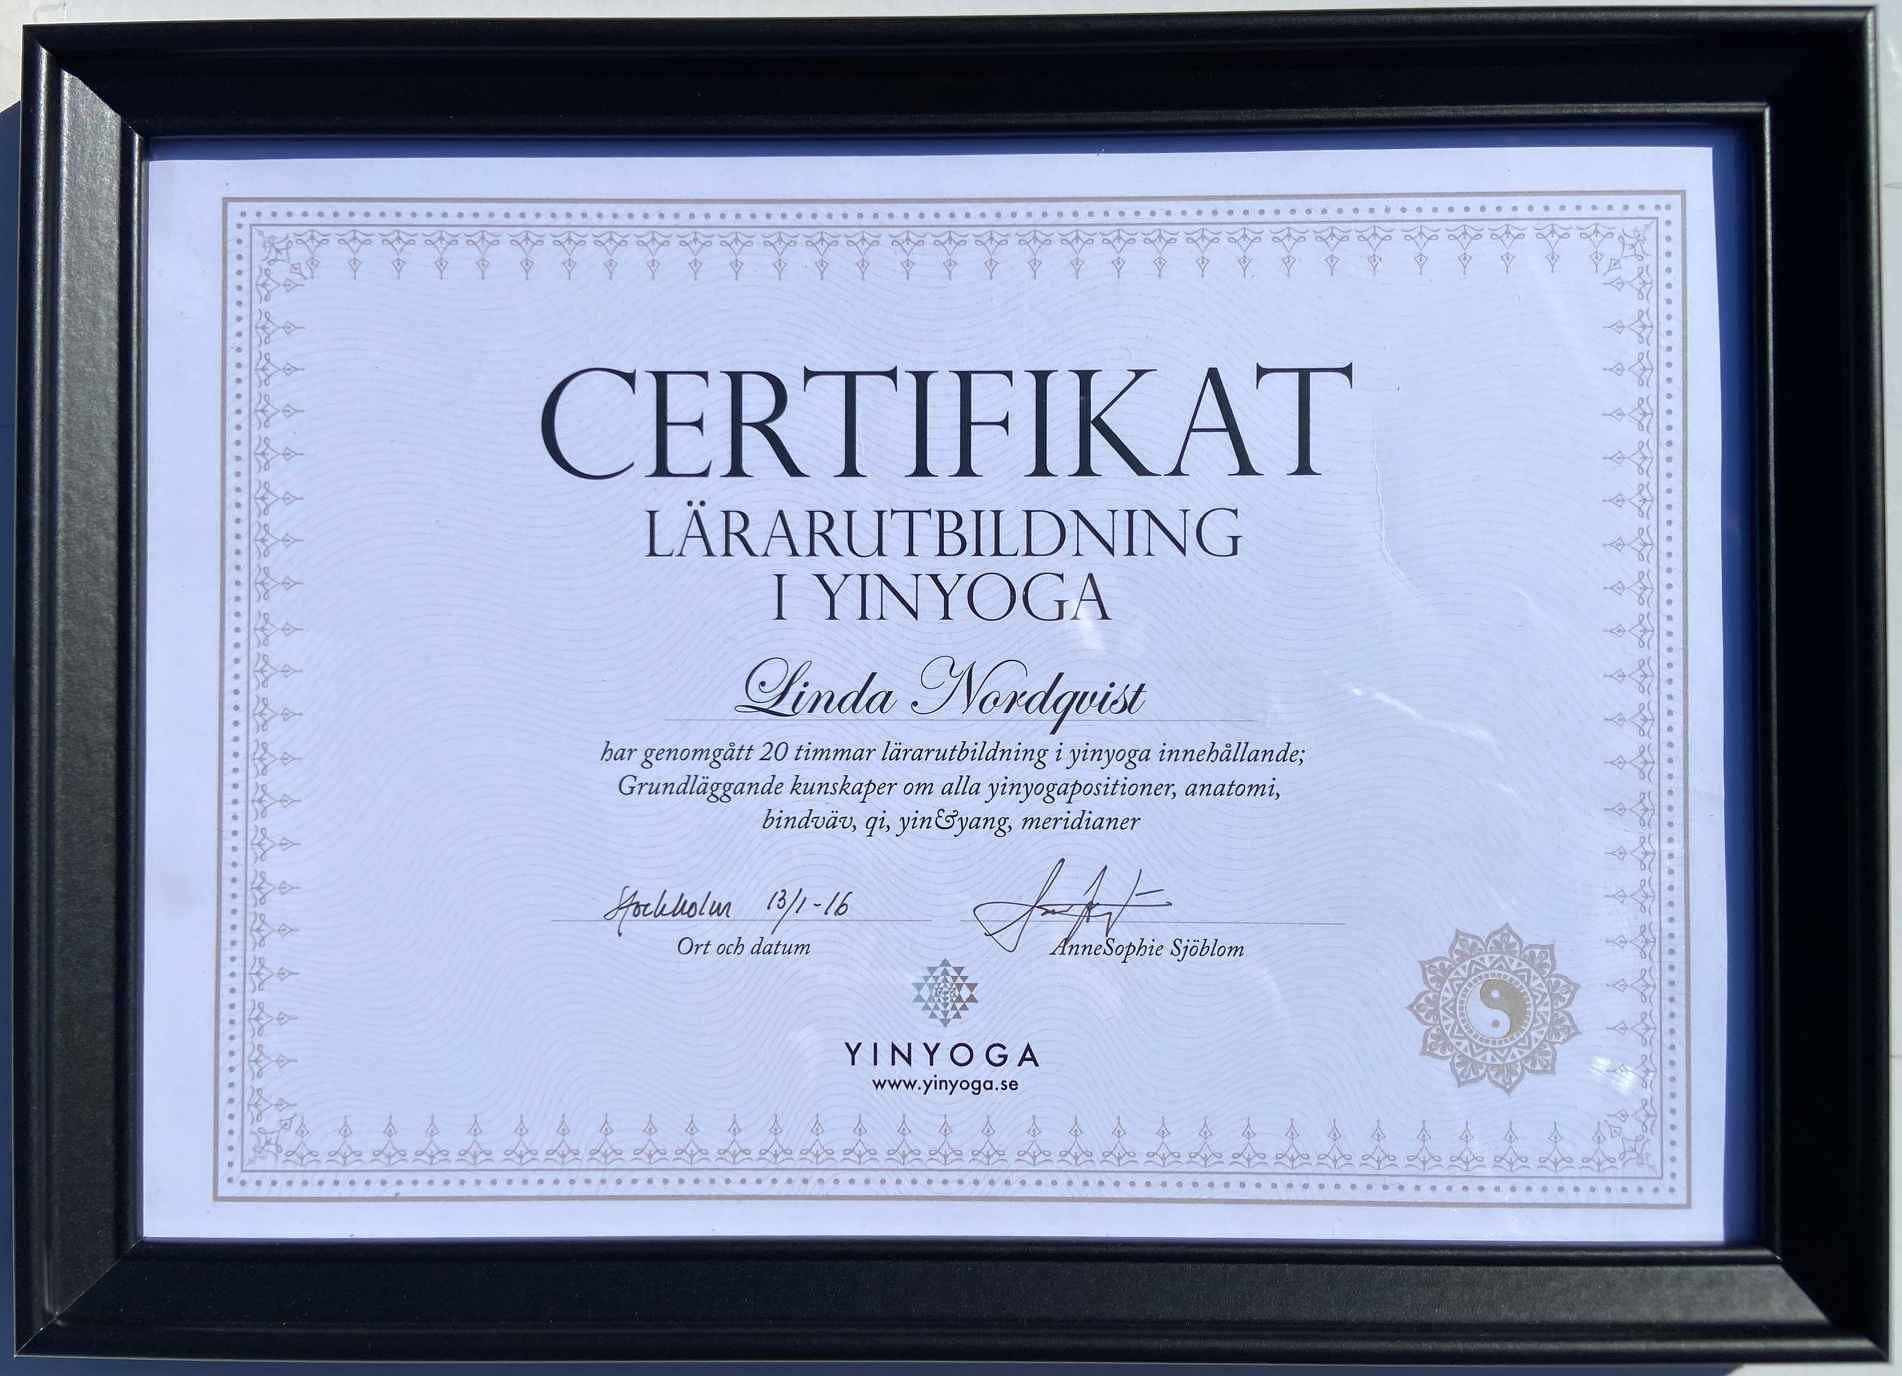 CERTIFIKAT
LÄRARUTBILDNING
I YINYOGA
Linda Nordqvist
har genomgått 20 timmar lärarutbildning i yinyoga innehållande;
Grundläggande kunskaper om alla yinyogapositioner, anatomi,
bindväv, qi, yin&yang, meridianer
Stockholm 13/1-16
Ort och datum
AnneSophie Sjöblom
YINYOGA
www.yinyoga.se